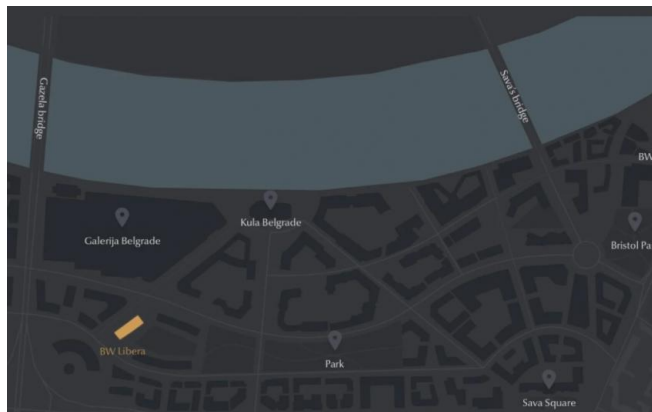 Gazela bridge
Sava's bridge
BW
Kula Belgrade
Galerija Belgrade
Bristol Pa
BW Libera
Park
Sava Square